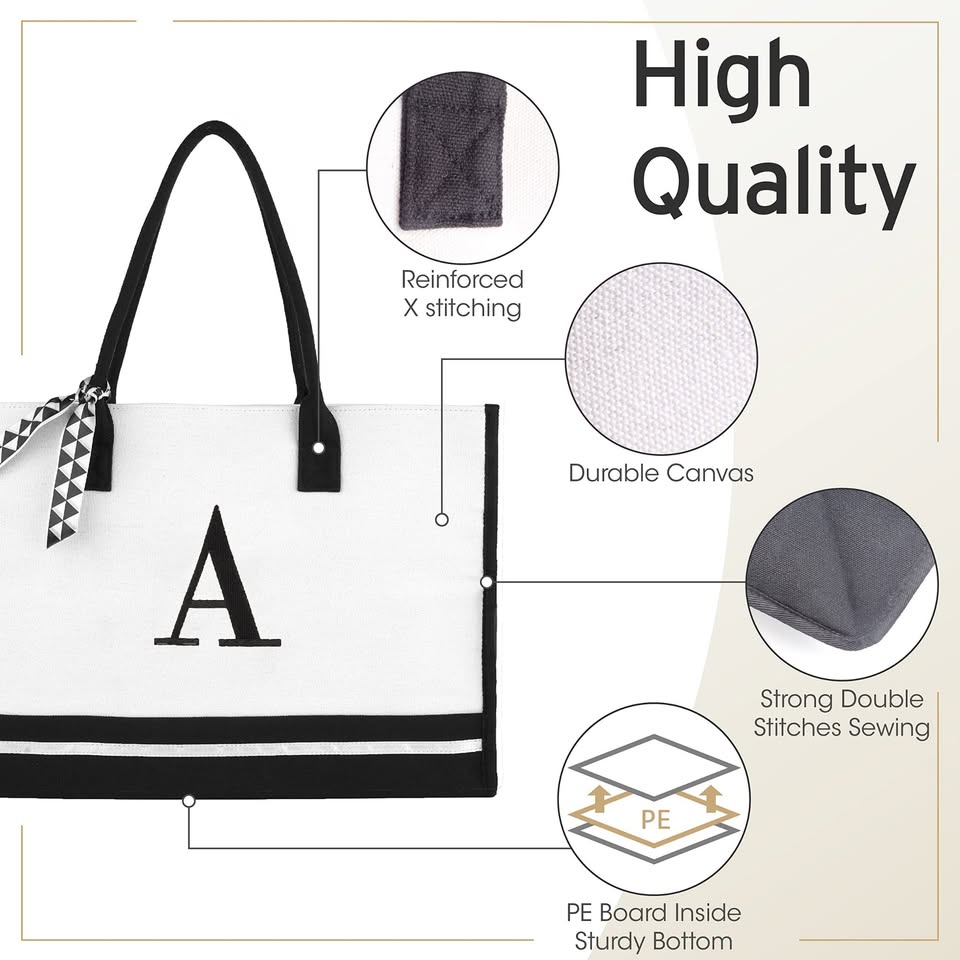 High
Quality
Reinforced
X stitching
Durable Canvas
A
Strong Double
Stitches Sewing
PE
PE Board Inside
Sturdy Bottom